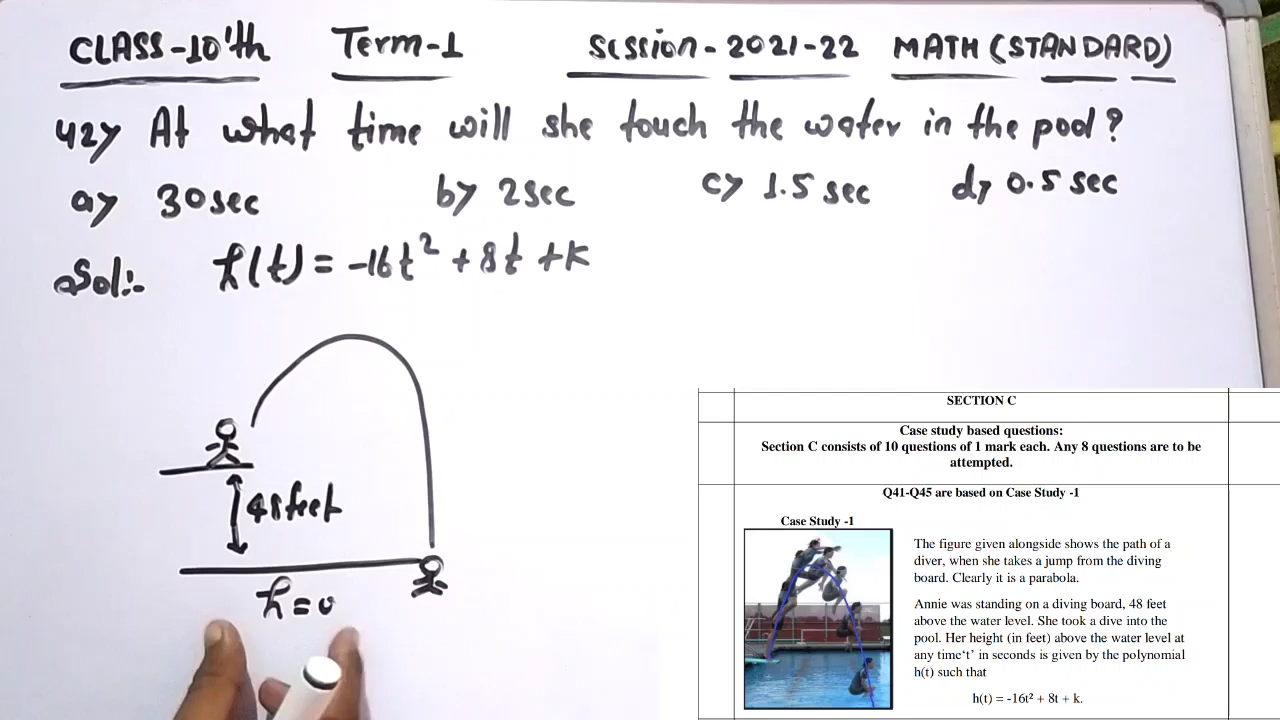 CLASS-10'th Term-1 Session-2021-22 MATH (STANDARD)
42> At what time will she touch the water in the pool?
a> 30sec b> 2sec c> 1.5 sec d> 0.5 sec
Sol:- h(t) = -16t² + 8t + k
48feet
h=0
SECTION C
Case study based questions:
Section C consists of 10 questions of 1 mark each. Any 8 questions are to be
attempted.
Q41-Q45 are based on Case Study -1
Case Study -1
The figure given alongside shows the path of a
diver, when she takes a jump from the diving
board. Clearly it is a parabola.
Annie was standing on a diving board, 48 feet
above the water level. She took a dive into the
pool. Her height (in feet) above the water level at
any time‘t’ in seconds is given by the polynomial
h(t) such that
h(t) = -16t² + 8t + k.